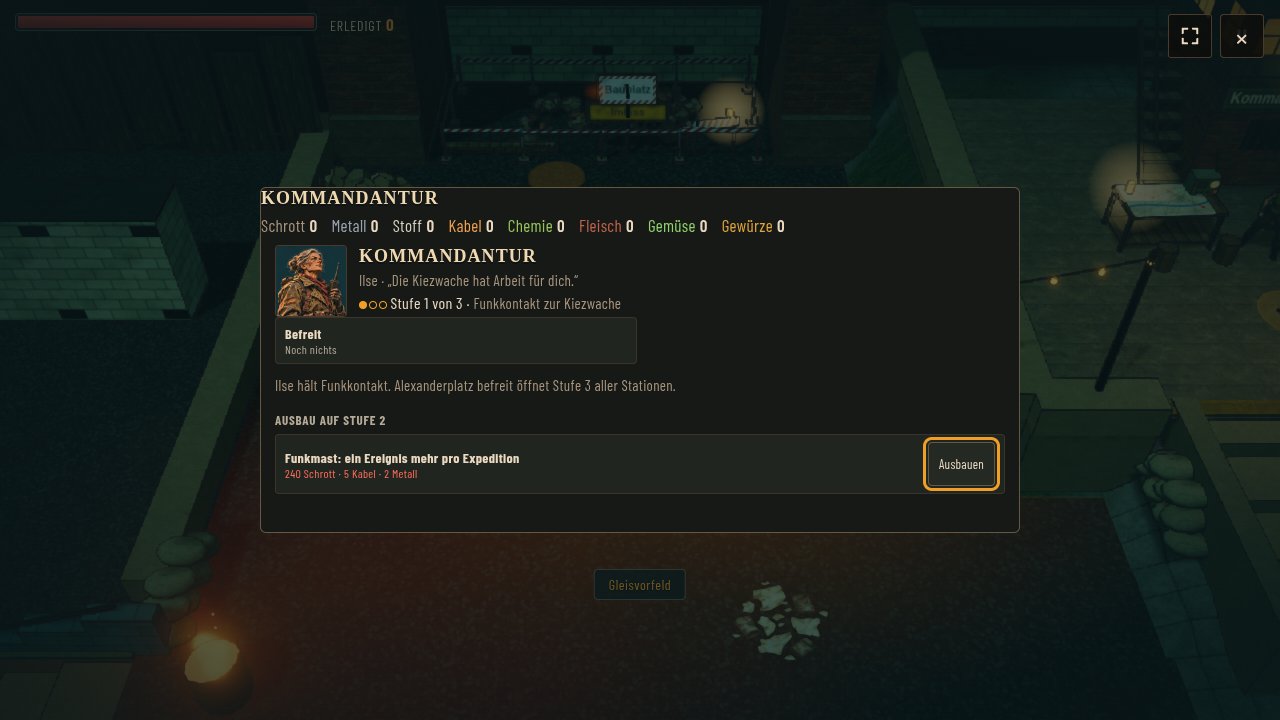 ERLEDIGT 0
Bauplatz
Komma
KOMMANDANTUR
Schrott 0 Metall 0 Stoff 0 Kabel 0 Chemie 0 Fleisch 0 Gemüse 0 Gewürze 0
KOMMANDANTUR
Ilse · „Die Kiezwache hat Arbeit für dich.“
Stufe 1 von 3 · Funkkontakt zur Kiezwache
Befreit
Noch nichts
Ilse hält Funkkontakt. Alexanderplatz befreit öffnet Stufe 3 aller Stationen.
AUSBAU AUF STUFE 2
Funkmast: ein Ereignis mehr pro Expedition
240 Schrott · 5 Kabel · 2 Metall
Ausbauen
Gleisvorfeld